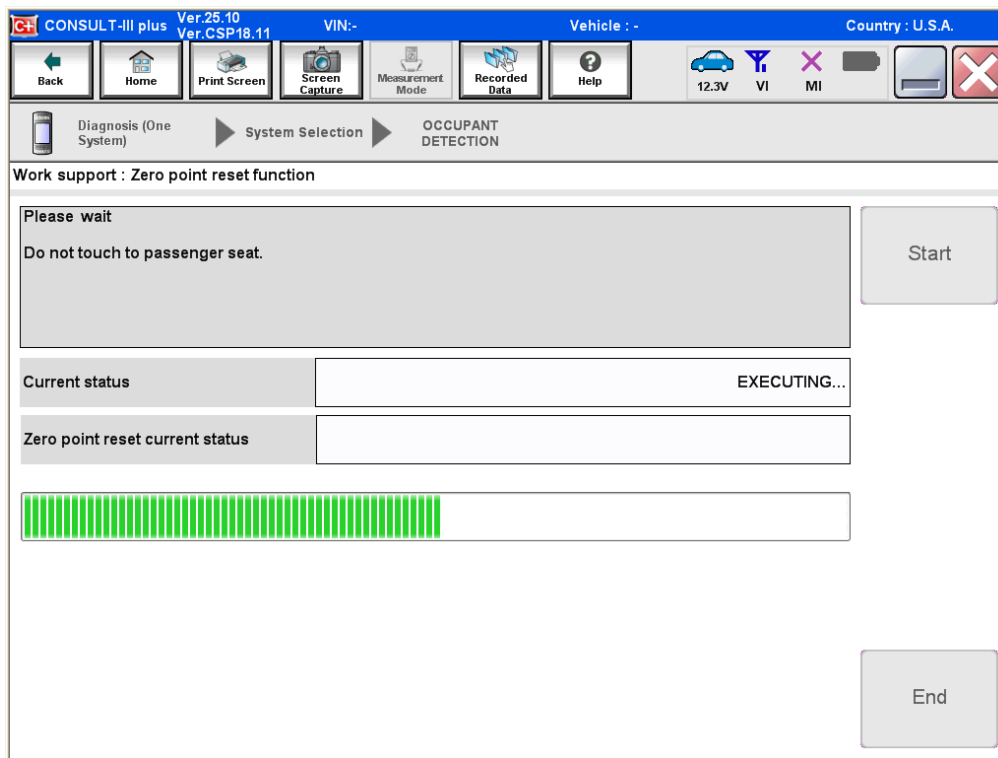 C+ CONSULT-III plus Ver.25.10 VIN:- Vehicle : - Country : U.S.A.
Ver.CSP18.11
Back Home Print Screen Screen Capture Measurement Mode Recorded Data Help 12.3V VI MI
Diagnosis (One System) System Selection OCCUPANT DETECTION
Work support : Zero point reset function
Please wait
Start
Do not touch to passenger seat.
Current status EXECUTING...
Zero point reset current status
End